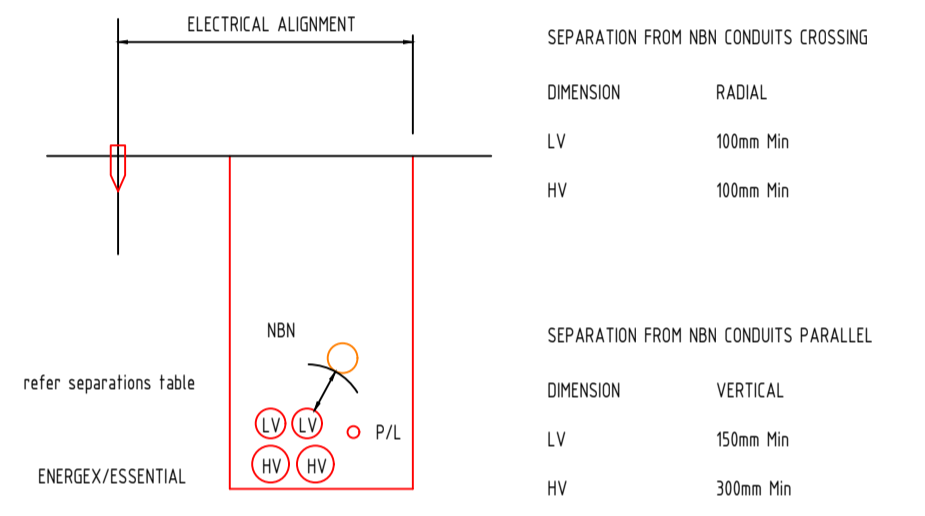 ELECTRICAL ALIGNMENT
NBN
refer separations table
LV LV
P/L
HV HV
ENERGEX/ESSENTIAL
SEPARATION FROM NBN CONDUITS CROSSING
DIMENSION RADIAL
LV 100mm Min
HV 100mm Min
SEPARATION FROM NBN CONDUITS PARALLEL
DIMENSION VERTICAL
LV 150mm Min
HV 300mm Min